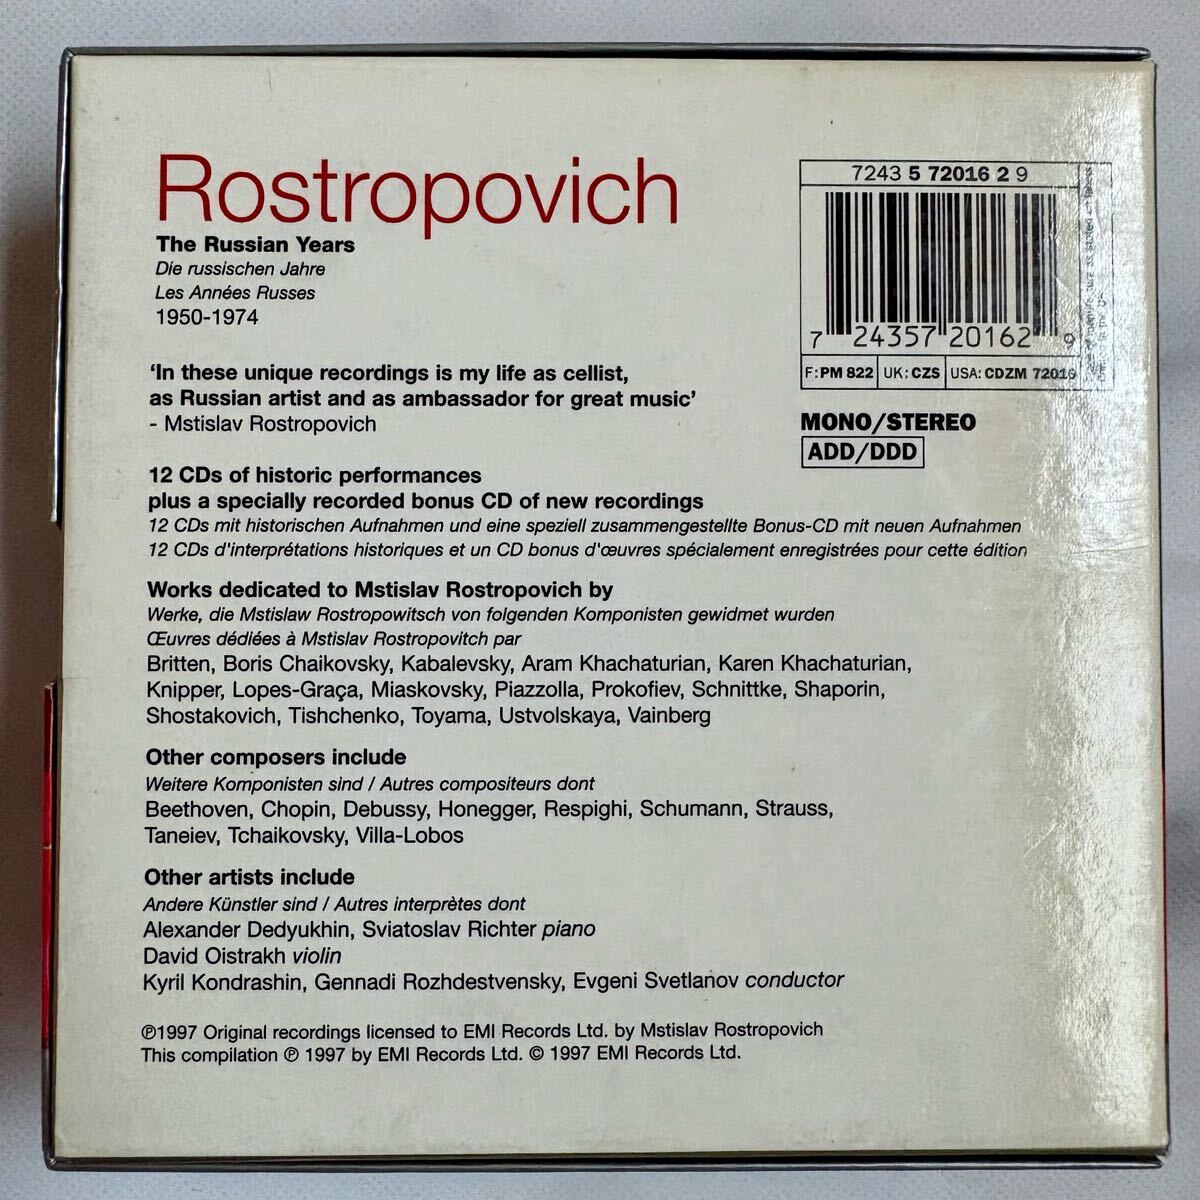 Rostropovich
The Russian Years
Die russischen Jahre
Les Années Russes
1950-1974
'In these unique recordings is my life as cellist,
as Russian artist and as ambassador for great music'
- Mstislav Rostropovich
12 CDs of historic performances
plus a specially recorded bonus CD of new recordings
12 CDs mit historischen Aufnahmen und eine speziell zusammengestellte Bonus-CD mit neuen Aufnahmen
12 CDs d'interprétations historiques et un CD bonus d'œuvres spécialement enregistrées pour cette édition
Works dedicated to Mstislav Rostropovich by
Werke, die Mstislaw Rostropowitsch von folgenden Komponisten gewidmet wurden
Œuvres dédiées à Mstislav Rostropovitch par
Britten, Boris Chaikovsky, Kabalevsky, Aram Khachaturian, Karen Khachaturian,
Knipper, Lopes-Graça, Miaskovsky, Piazzolla, Prokofiev, Schnittke, Shaporin,
Shostakovich, Tishchenko, Toyama, Ustvolskaya, Vainberg
Other composers include
Weitere Komponisten sind / Autres compositeurs dont
Beethoven, Chopin, Debussy, Honegger, Respighi, Schumann, Strauss,
Taneiev, Tchaikovsky, Villa-Lobos
Other artists include
Andere Künstler sind / Autres interprètes dont
Alexander Dedyukhin, Sviatoslav Richter piano
David Oistrakh violin
Kyril Kondrashin, Gennadi Rozhdestvensky, Evgeni Svetlanov conductor
℗1997 Original recordings licensed to EMI Records Ltd. by Mstislav Rostropovich
This compilation ℗ 1997 by EMI Records Ltd. © 1997 EMI Records Ltd.
7243 5 72016 2 9
7 24357 20162 9
F: PM 822 UK: CZS USA: CDZM 72016
MONO/STEREO
ADD/DDD